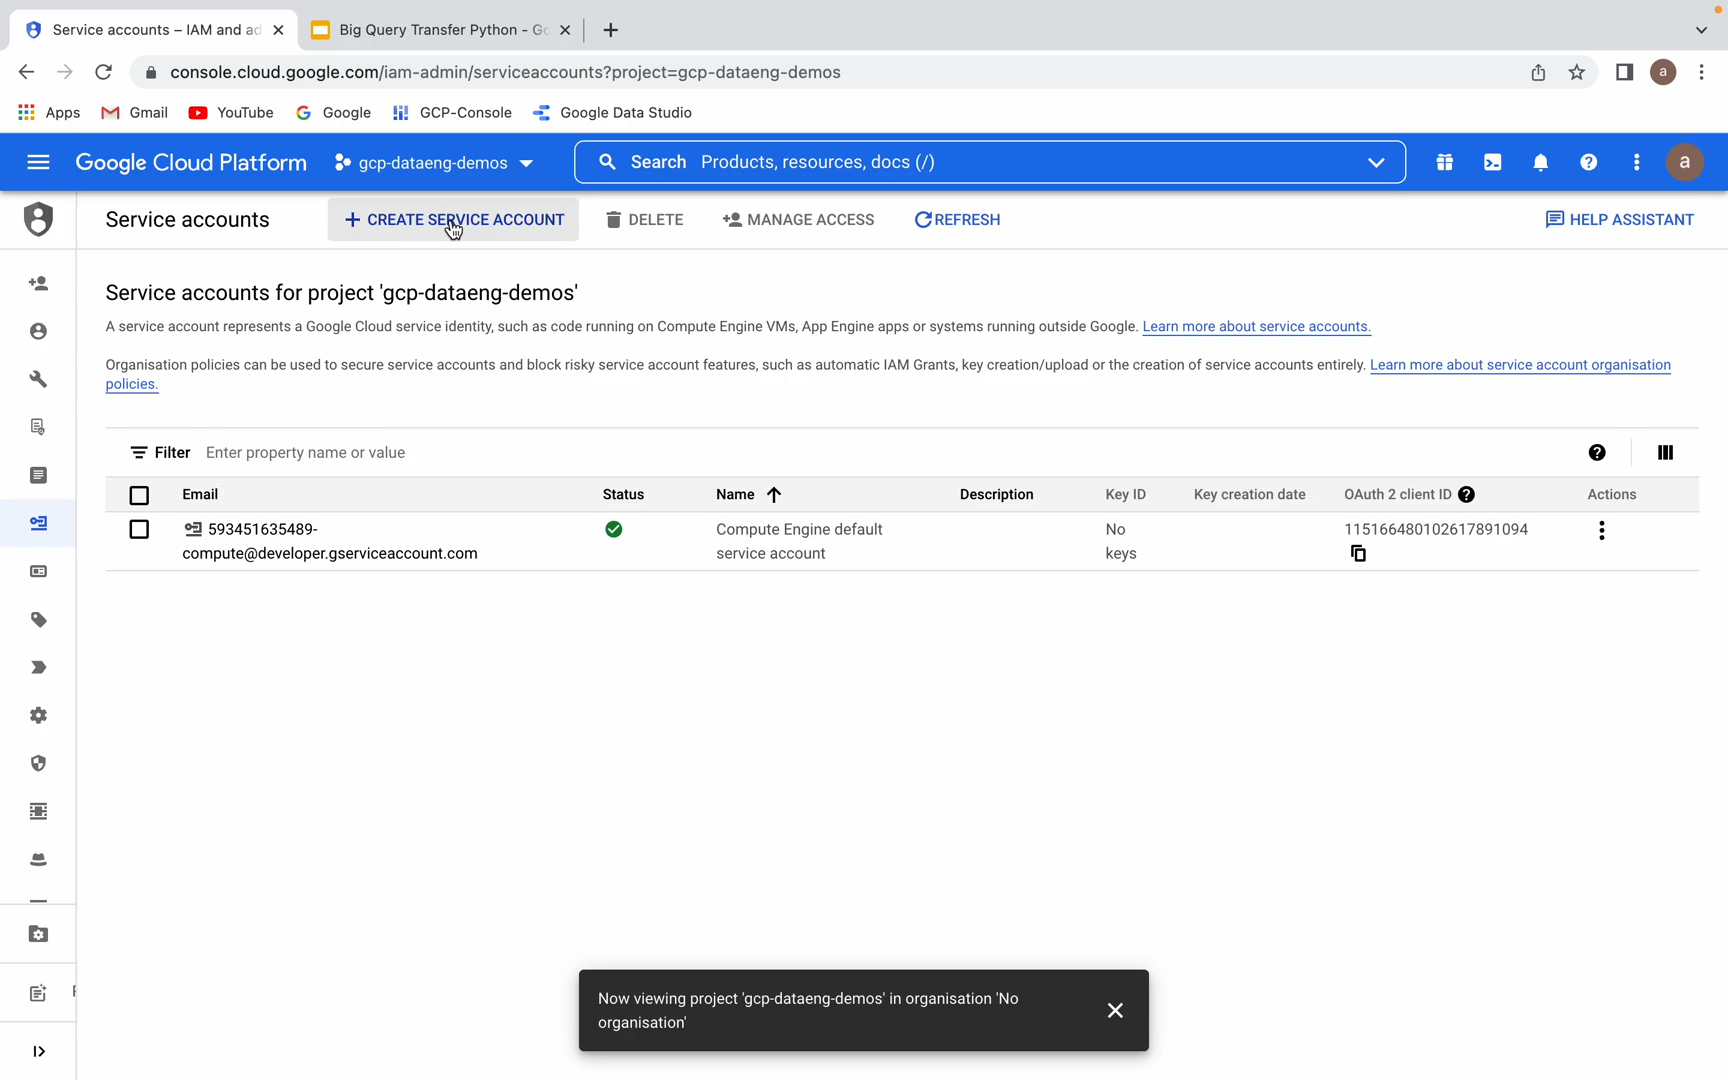 Service accounts – IAM and ad
Big Query Transfer Python - Go
console.cloud.google.com/iam-admin/serviceaccounts?project=gcp-dataeng-demos
a
Apps
Gmail
YouTube
Google
GCP-Console
Google Data Studio
Google Cloud Platform
gcp-dataeng-demos
Search Products, resources, docs (/)
a
Service accounts
CREATE SERVICE ACCOUNT
DELETE
MANAGE ACCESS
REFRESH
HELP ASSISTANT
Service accounts for project 'gcp-dataeng-demos'
A service account represents a Google Cloud service identity, such as code running on Compute Engine VMs, App Engine apps or systems running outside Google. Learn more about service accounts.
Organisation policies can be used to secure service accounts and block risky service account features, such as automatic IAM Grants, key creation/upload or the creation of service accounts entirely. Learn more about service account organisation
policies.
Filter Enter property name or value
Email Status Name Description Key ID Key creation date OAuth 2 client ID Actions
593451635489- Compute Engine default No 115166480102617891094
compute@developer.gserviceaccount.com service account keys
Now viewing project 'gcp-dataeng-demos' in organisation 'No
organisation'